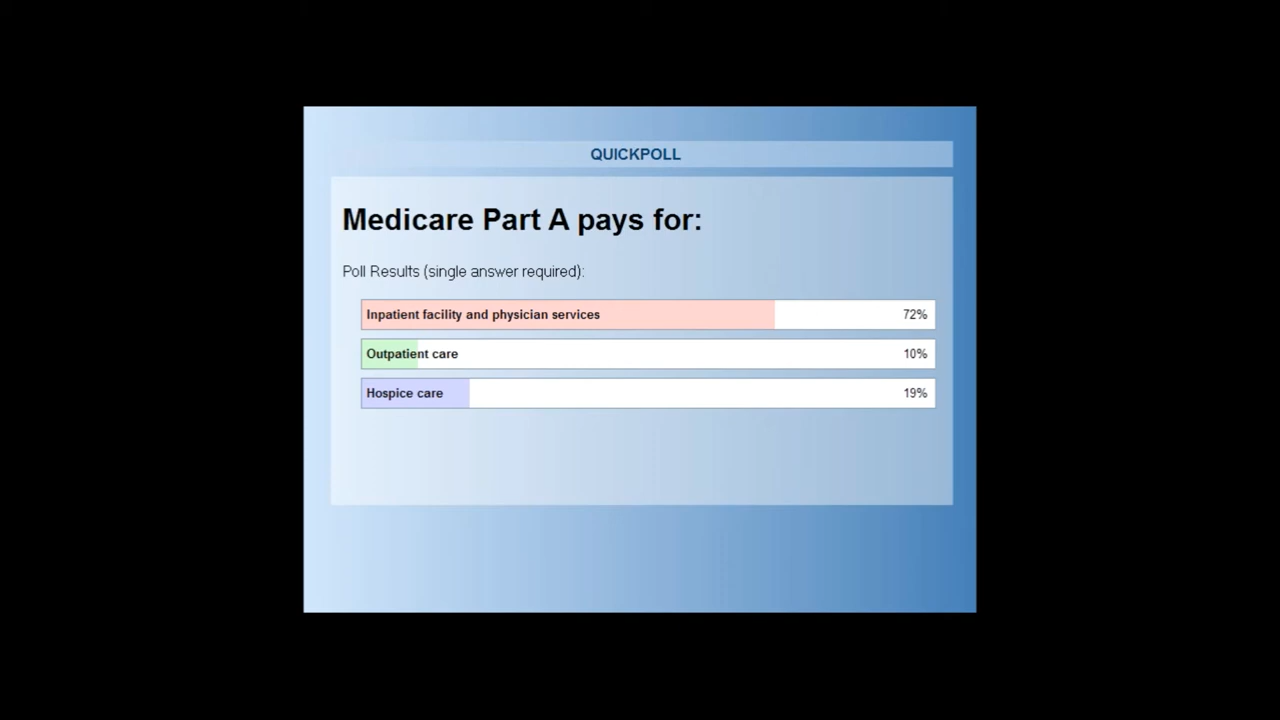 QUICKPOLL
Medicare Part A pays for:
Poll Results (single answer required):
Inpatient facility and physician services 72%
Outpatient care 10%
Hospice care 19%